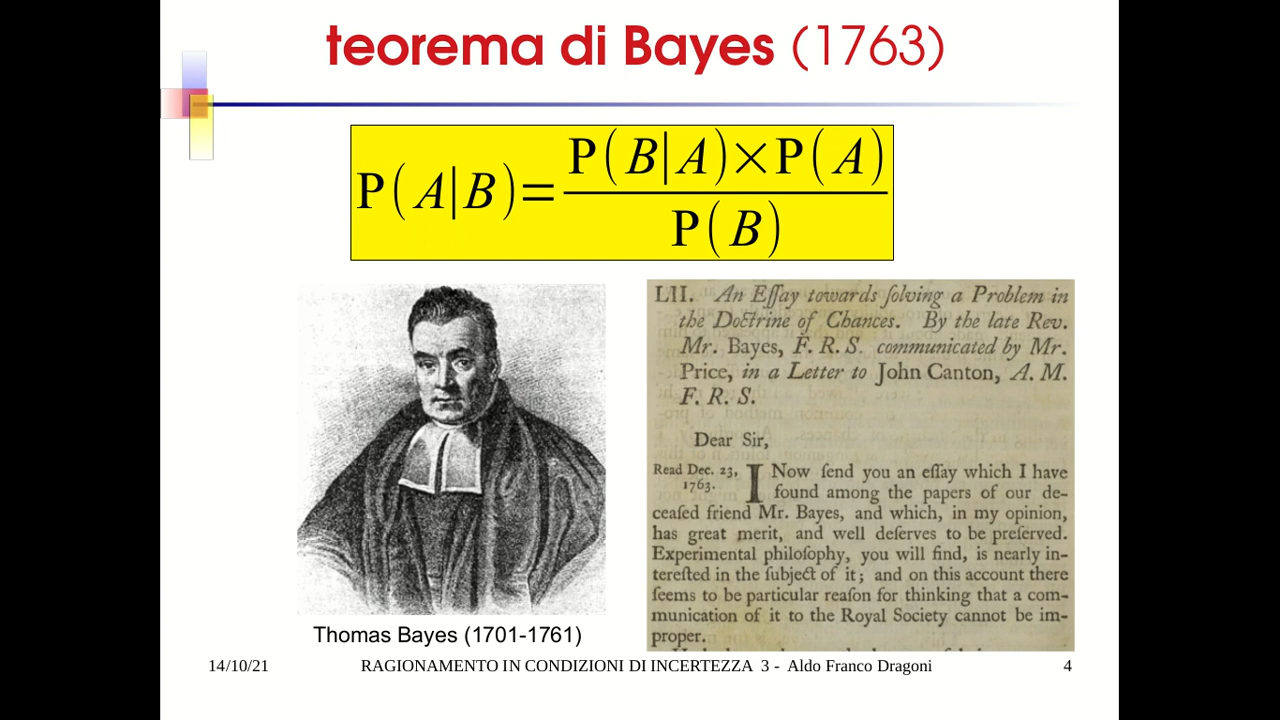 teorema di Bayes (1763)
P(A|B)=
P(B|A)×P(A)
P(B)
LII. An Eſſay towards ſolving a Problem in
the Doctrine of Chances. By the late Rev.
Mr. Bayes, F. R. S. communicated by Mr.
Price, in a Letter to John Canton, A. M.
F. R. S.
Dear Sir,
Read Dec. 23,
1763.
I Now ſend you an eſſay which I have
found among the papers of our de-
ceaſed friend Mr. Bayes, and which, in my opinion,
has great merit, and well deſerves to be preſerved.
Experimental philoſophy, you will find, is nearly in-
tereſted in the ſubject of it; and on this account there
ſeems to be particular reaſon for thinking that a com-
munication of it to the Royal Society cannot be im-
proper.
Thomas Bayes (1701-1761)
14/10/21 RAGIONAMENTO IN CONDIZIONI DI INCERTEZZA 3 - Aldo Franco Dragoni 4